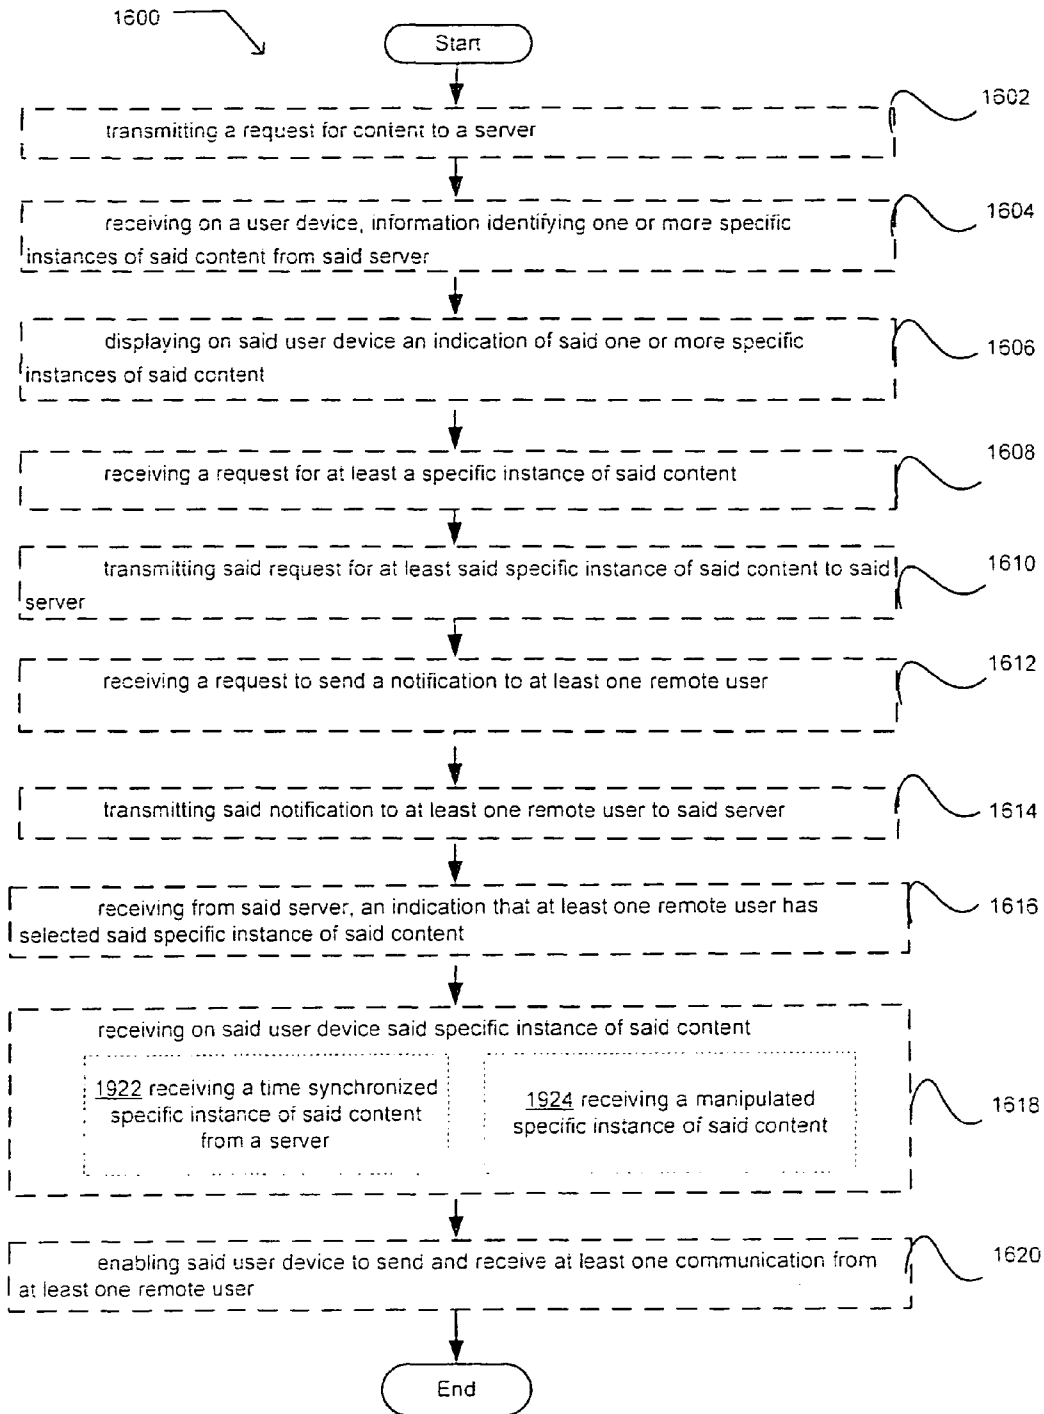 1600
Start
1602
transmitting a request for content to a server
1604
receiving on a user device, information identifying one or more specific
instances of said content from said server
1606
displaying on said user device an indication of said one or more specific
instances of said content
1608
receiving a request for at least a specific instance of said content
1610
transmitting said request for at least said specific instance of said content to said
server
1612
receiving a request to send a notification to at least one remote user
1614
transmitting said notification to at least one remote user to said server
1616
receiving from said server, an indication that at least one remote user has
selected said specific instance of said content
receiving on said user device said specific instance of said content
1618
1922 receiving a time synchronized
specific instance of said content
from a server
1924 receiving a manipulated
specific instance of said content
1620
enabling said user device to send and receive at least one communication from
at least one remote user
End